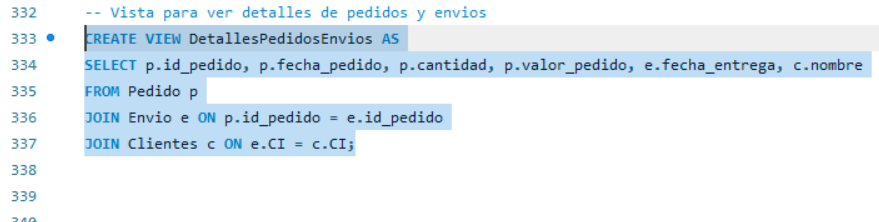 332 -- Vista para ver detalles de pedidos y envios
333 CREATE VIEW DetallesPedidosEnvios AS
334 SELECT p.id_pedido, p.fecha_pedido, p.cantidad, p.valor_pedido, e.fecha_entrega, c.nombre
335 FROM Pedido p
336 JOIN Envio e ON p.id_pedido = e.id_pedido
337 JOIN Clientes c ON e.CI = c.CI;
338
339
340